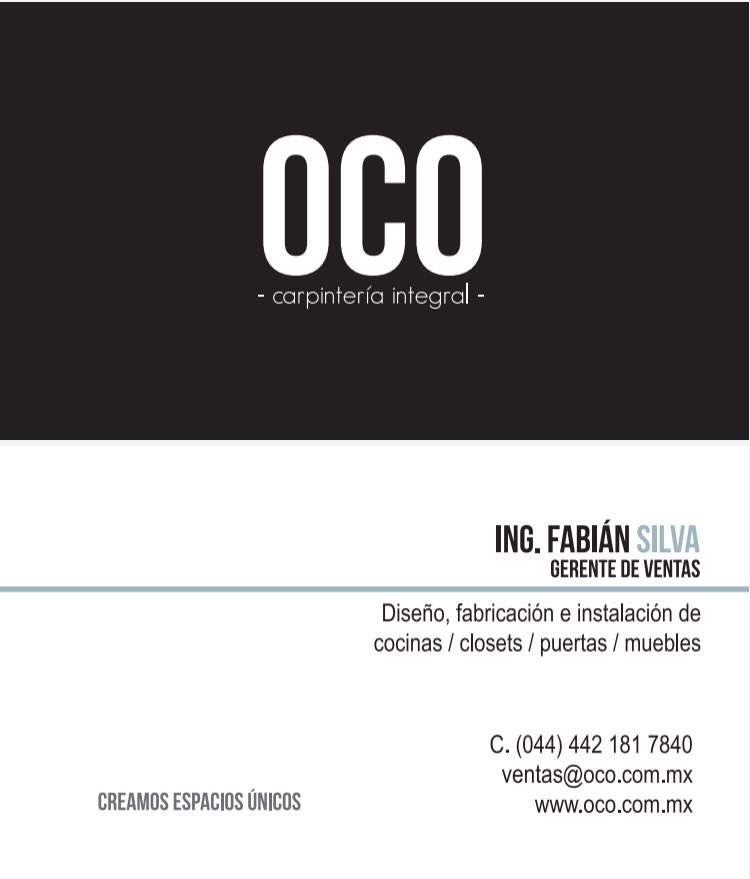 OCO
- carpintería integral -
ING. FABIÁN SILVA
GERENTE DE VENTAS
Diseño, fabricación e instalación de
cocinas / closets / puertas / muebles
C. (044) 442 181 7840
ventas@oco.com.mx
www.oco.com.mx
CREAMOS ESPACIOS ÚNICOS